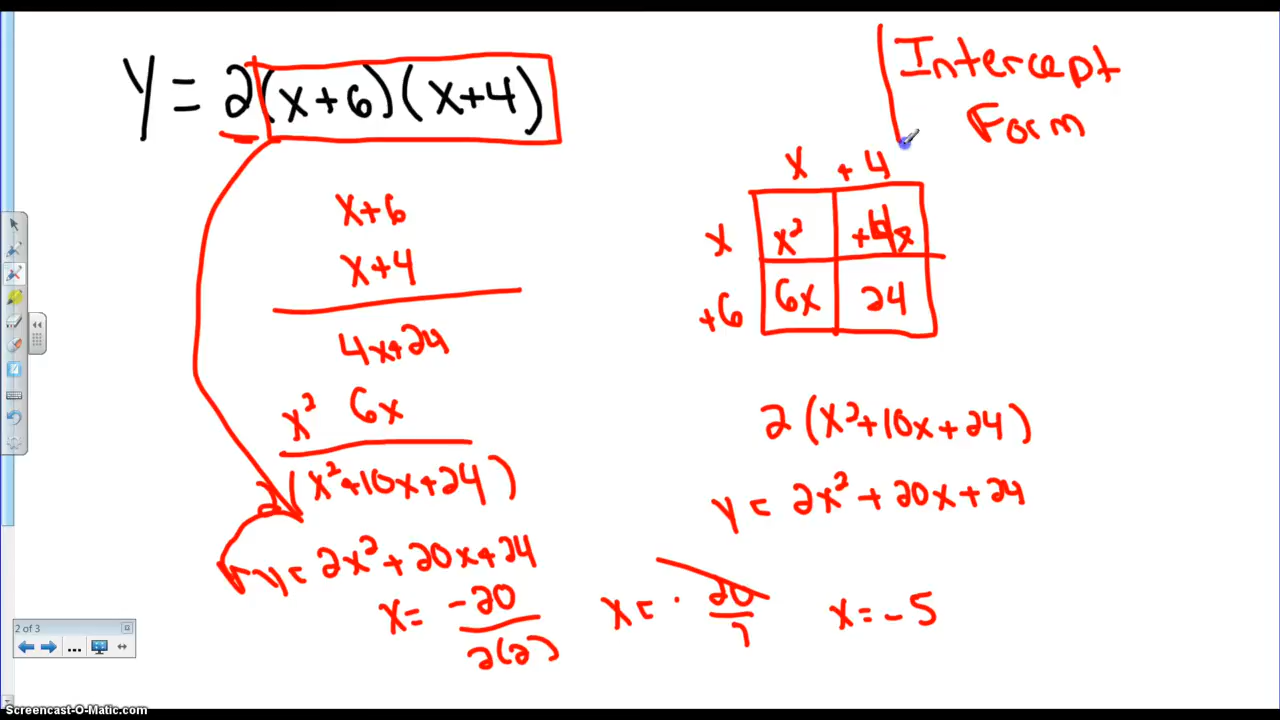 Y = 2(x+6)(x+4)
Intercept
Form
x+6
x+4
4x+24
x² 6x
2(x²+10x+24)
y= 2x²+20x+24
x= -20
2(2)
x + 4
x x² +4x
+6 6x 24
2(x²+10x+24)
y= 2x²+20x+24
x=
20
x=-5
2 of 3
...
Screencast-O-Matic.com